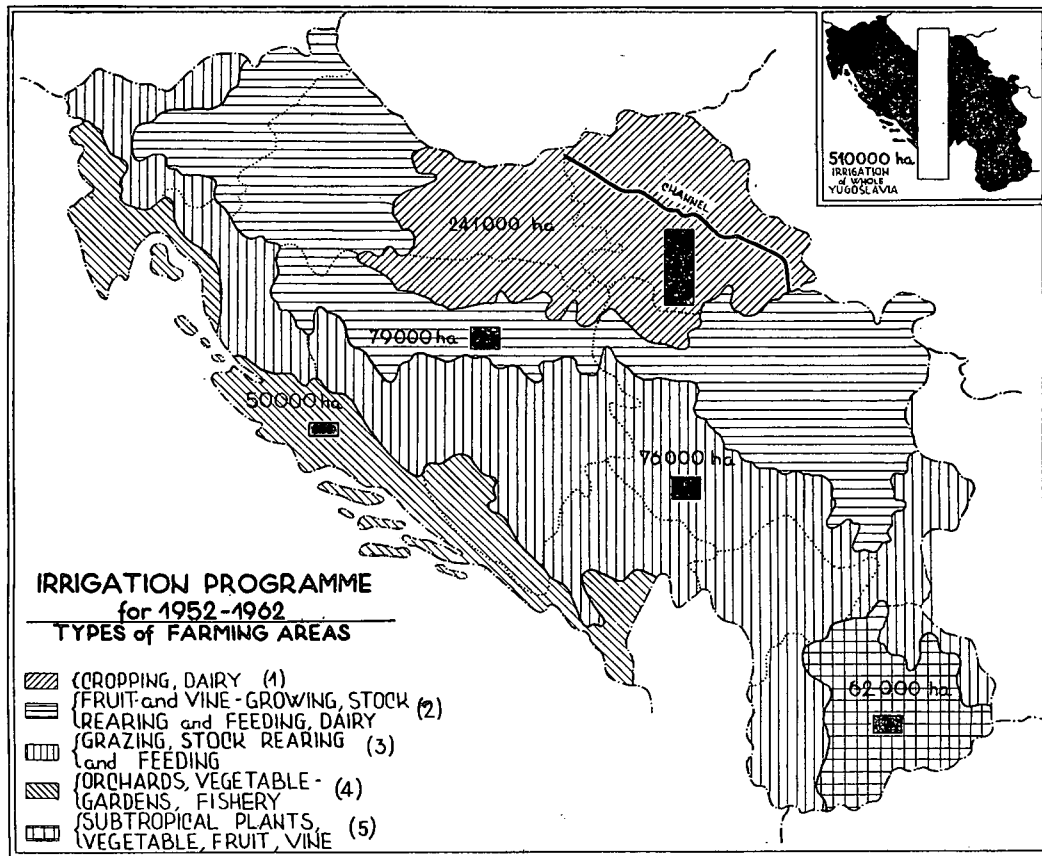 510000 ha
IRRIGATION
of WHOLE
YUGOSLAVIA
CHANNEL
241000 ha
79000 ha
50000 ha
76000 ha
62000 ha
IRRIGATION PROGRAMME
for 1952-1962
TYPES of FARMING AREAS
{CROPPING, DAIRY (1)
{FRUIT-and VINE-GROWING, STOCK
REARING and FEEDING, DAIRY (2)
{GRAZING, STOCK REARING
and FEEDING (3)
{ORCHARDS, VEGETABLE-
GARDENS, FISHERY (4)
{SUBTROPICAL PLANTS,
VEGETABLE, FRUIT, VINE (5)